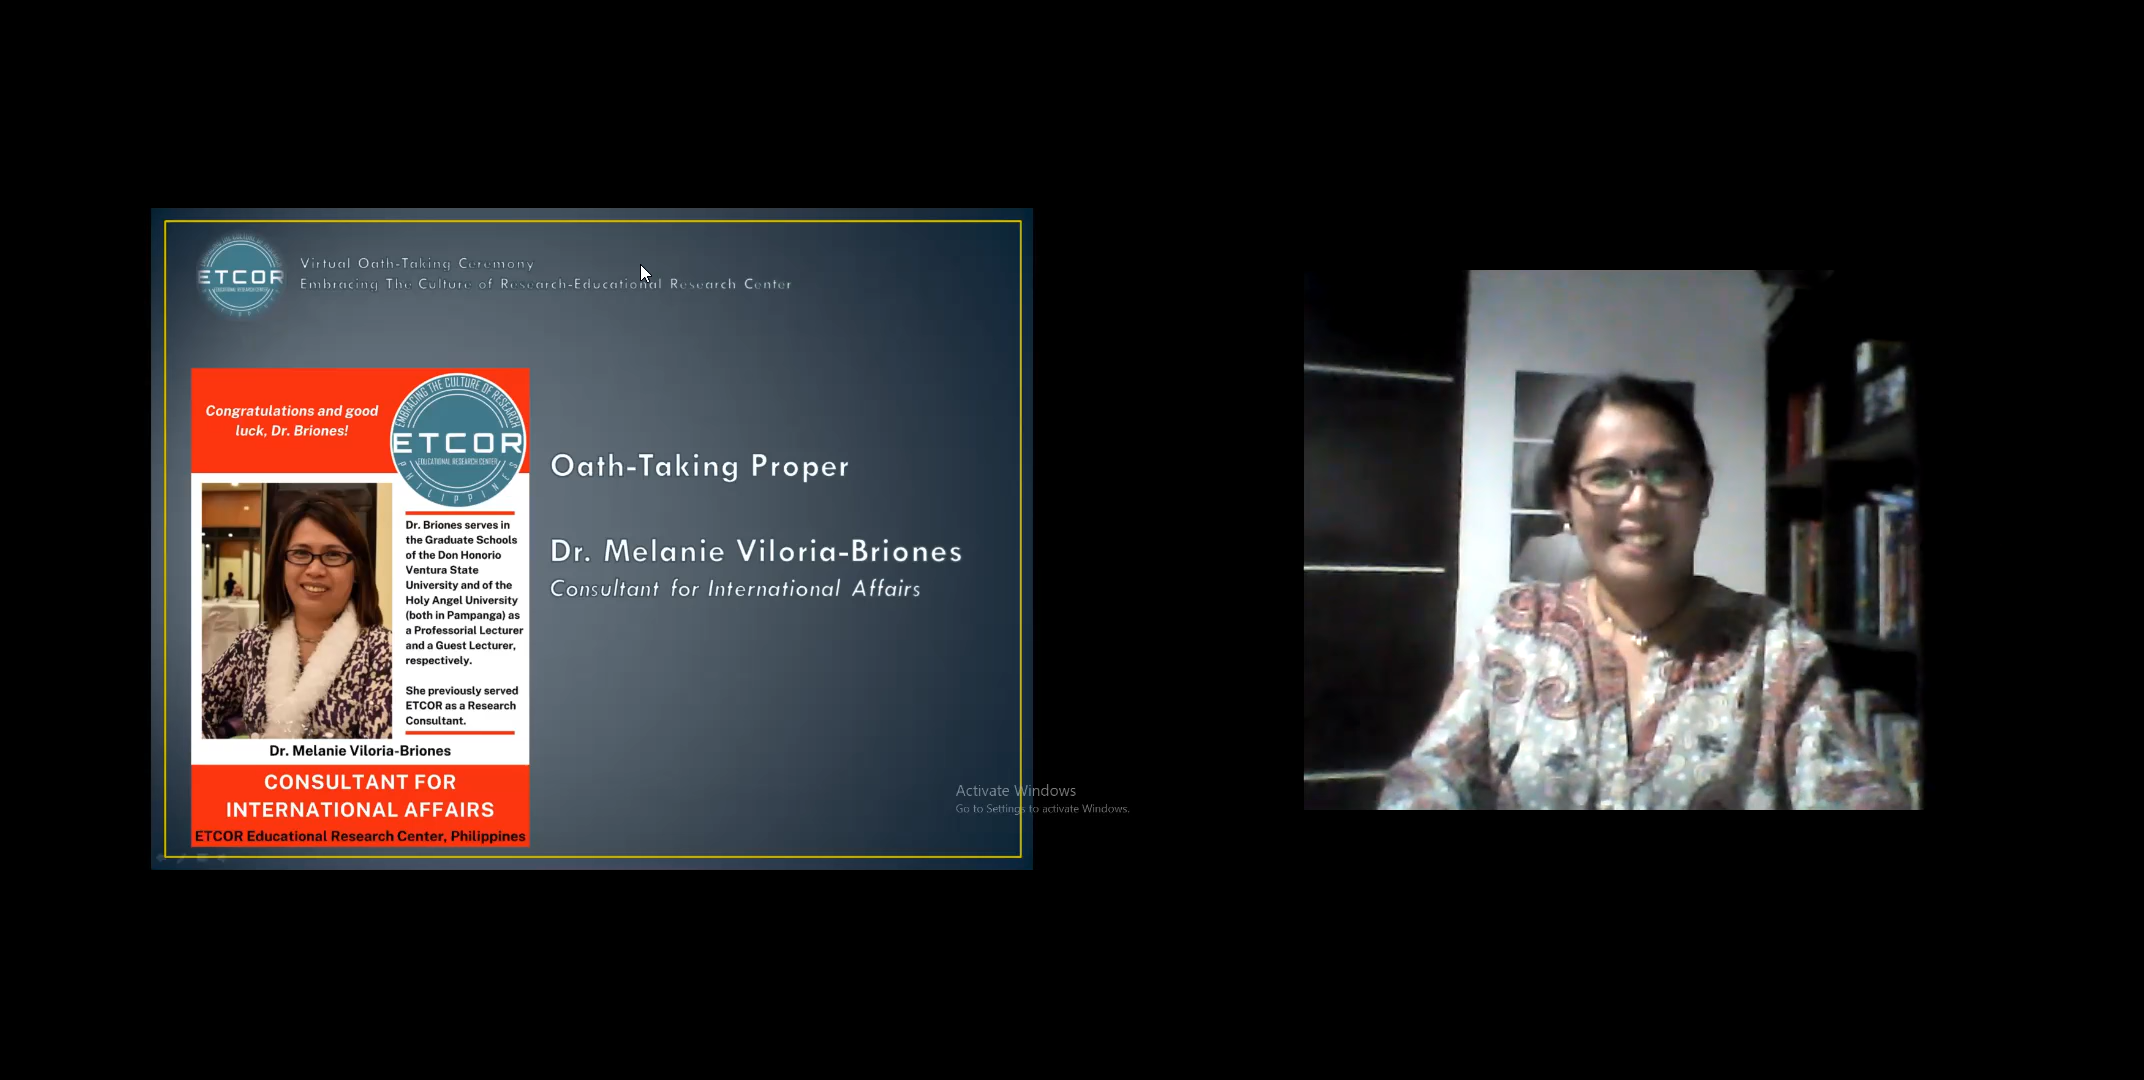 ETCOR
Virtual Oath-Taking Ceremony
Embracing The Culture of Research-Educational Research Center
Congratulations and good
luck, Dr. Briones!
EMBRACING THE CULTURE OF RESEARCH
ETCOR
EDUCATIONAL RESEARCH CENTER
PHILIPPINES
Dr. Briones serves in
the Graduate Schools
of the Don Honorio
Ventura State
University and of the
Holy Angel University
(both in Pampanga) as
a Professorial Lecturer
and a Guest Lecturer,
respectively.
She previously served
ETCOR as a Research
Consultant.
Dr. Melanie Viloria-Briones
CONSULTANT FOR
INTERNATIONAL AFFAIRS
ETCOR Educational Research Center, Philippines
Oath-Taking Proper
Dr. Melanie Viloria-Briones
Consultant for International Affairs
Activate Windows
Go to Settings to activate Windows.